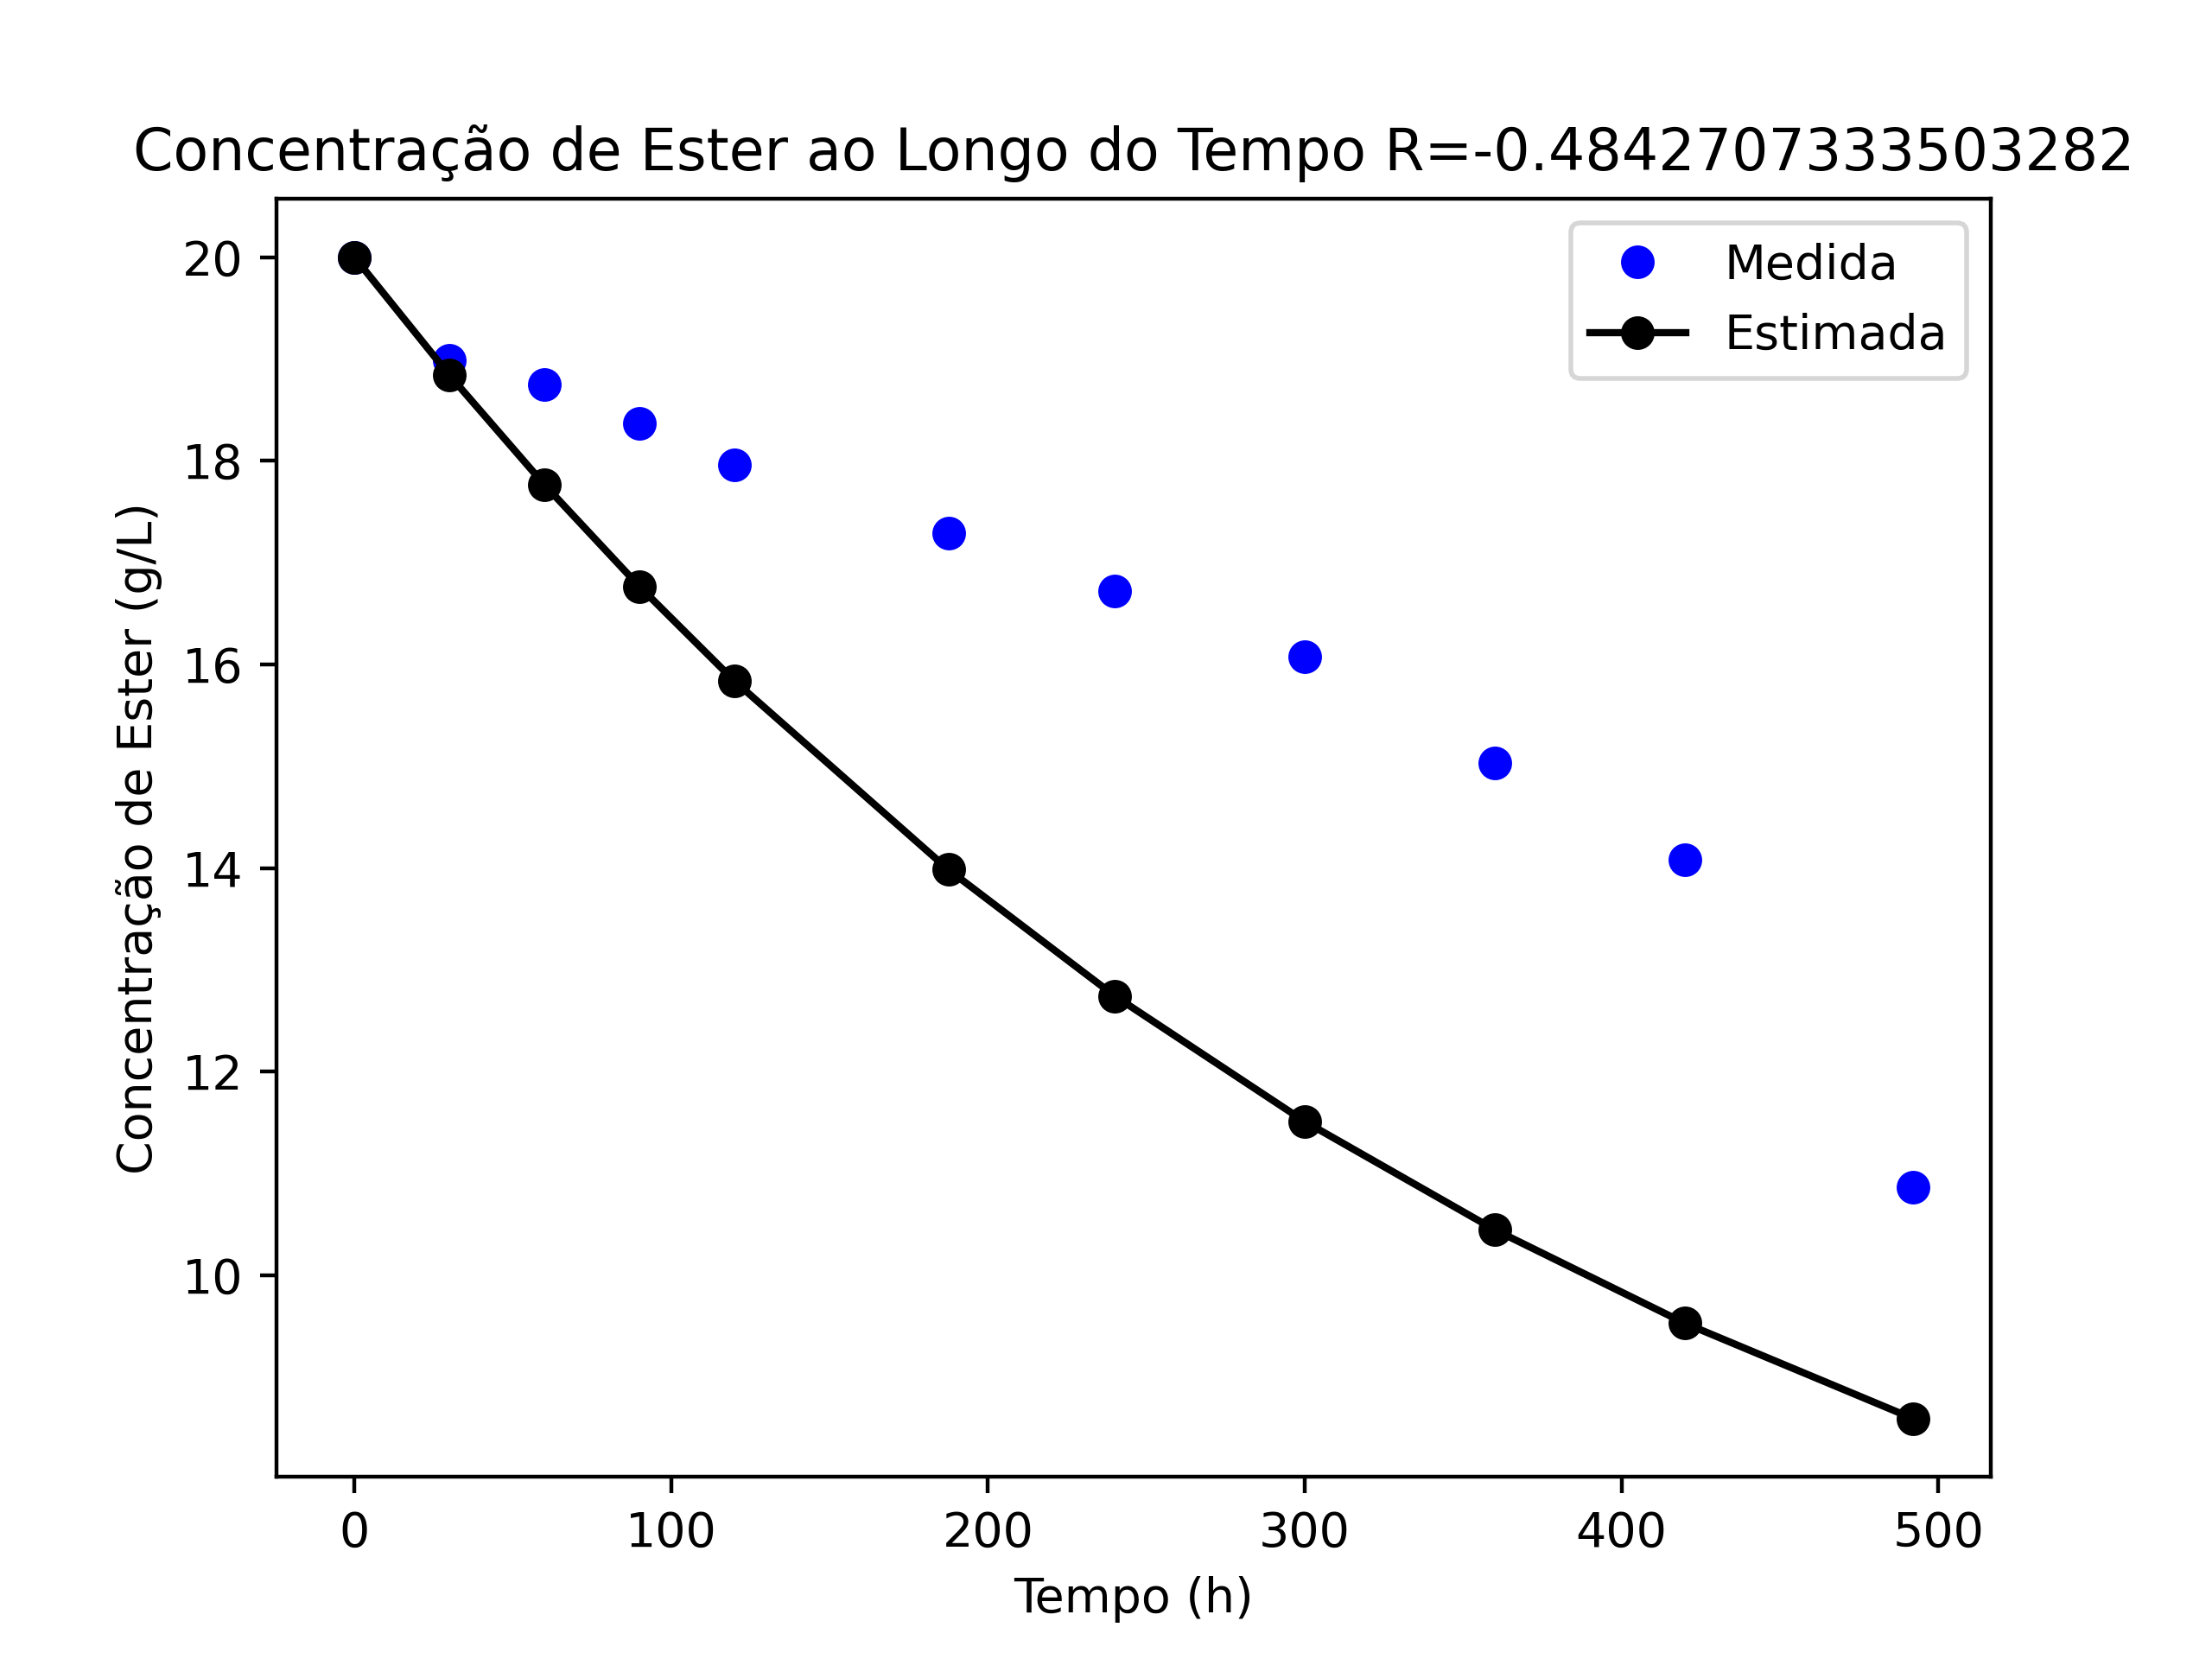 Concentração de Ester ao Longo do Tempo R=-0.4842707333503282
Medida
Estimada
Concentração de Ester (g/L)
20
18
16
14
12
10
0 100 200 300 400 500
Tempo (h)